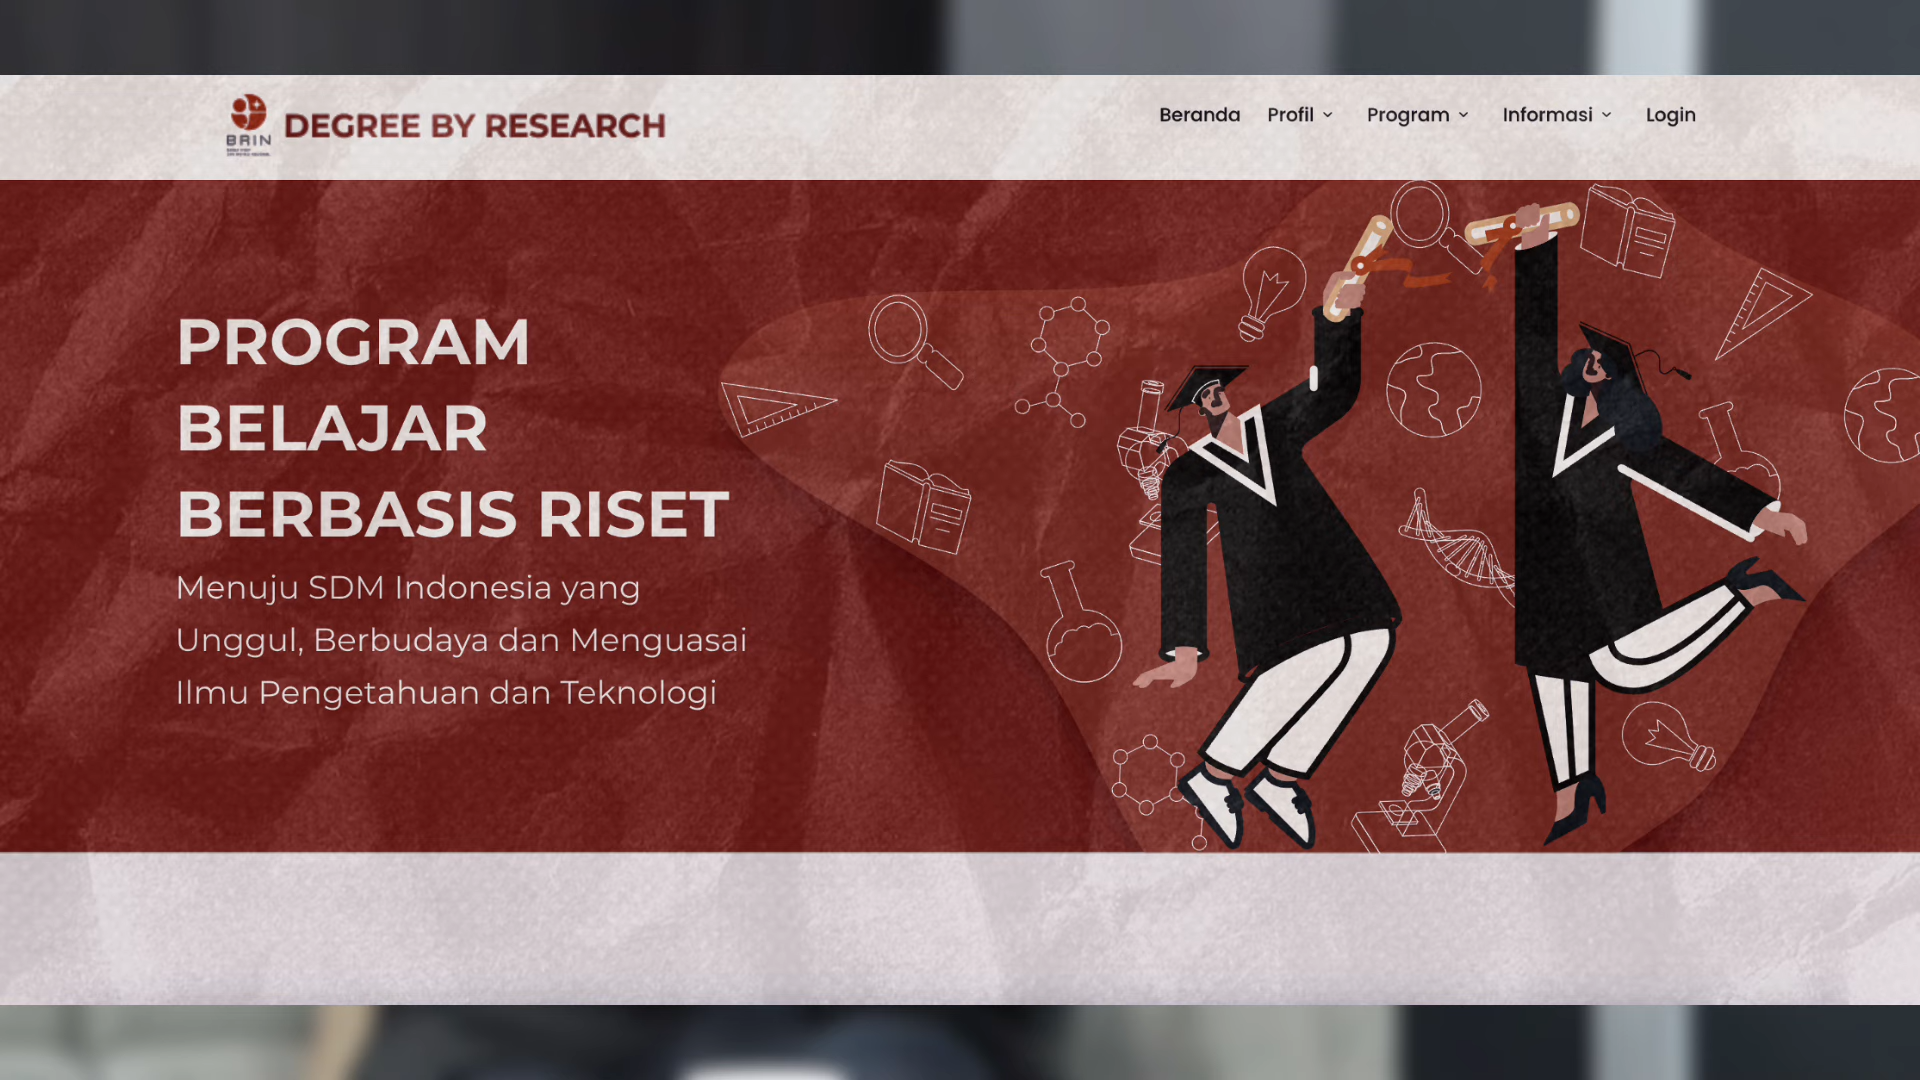 BRIN
DEGREE BY RESEARCH
Beranda Profil Program Informasi Login
PROGRAM
BELAJAR
BERBASIS RISET
Menuju SDM Indonesia yang
Unggul, Berbudaya dan Menguasai
Ilmu Pengetahuan dan Teknologi